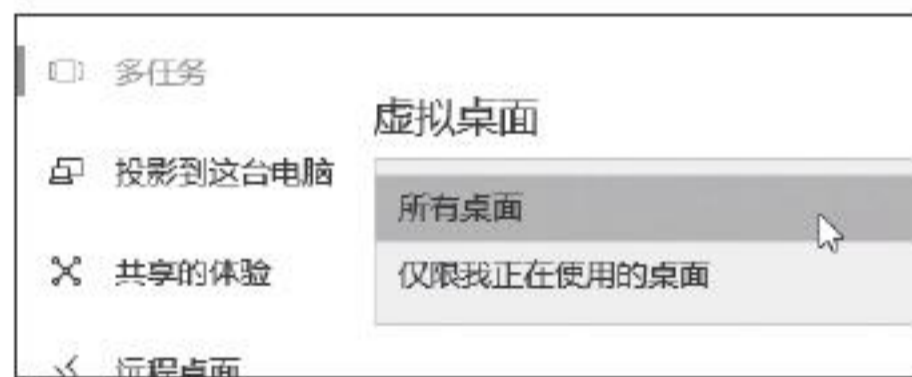 多任务
虚拟桌面
投影到这台电脑
所有桌面
共享的体验
仅限我正在使用的桌面
远程桌面